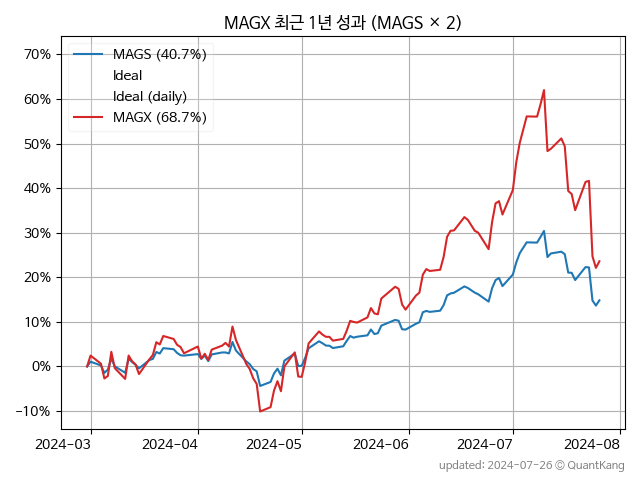 MAGX 최근 1년 성과 (MAGS × 2)
70%
60%
50%
40%
30%
20%
10%
0%
−10%
MAGS (40.7%)
Ideal
Ideal (daily)
MAGX (68.7%)
2024-03
2024-04
2024-05
2024-06
2024-07
2024-08
updated: 2024-07-26 © QuantKang